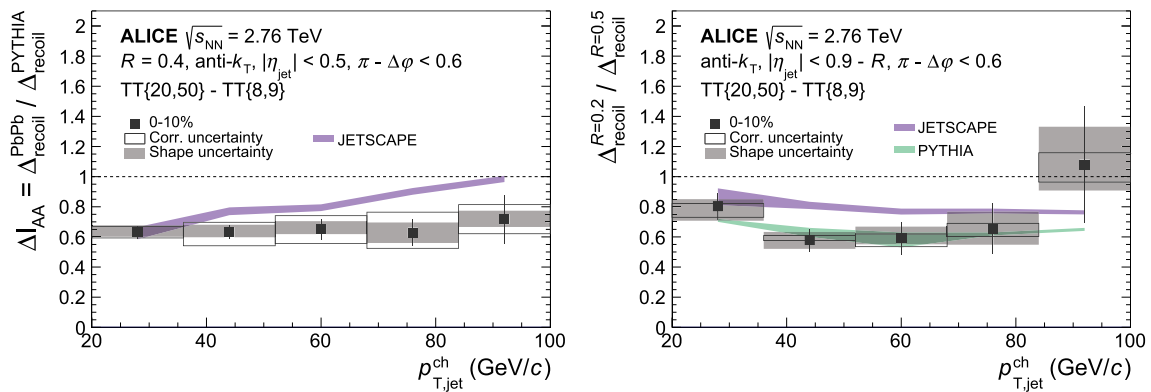 ΔI_AA = Δ_recoil^PbPb / Δ_recoil^PYTHIA
2
1.8
1.6
1.4
1.2
1
0.8
0.6
0.4
0.2
0
ALICE √s_NN = 2.76 TeV
R = 0.4, anti-k_T, |η_jet| < 0.5, π - Δφ < 0.6
TT{20,50} - TT{8,9}
0-10%
Corr. uncertainty
Shape uncertainty
JETSCAPE
20 40 60 80 100
p_T,jet^ch (GeV/c)
Δ_recoil^R=0.2 / Δ_recoil^R=0.5
2
1.8
1.6
1.4
1.2
1
0.8
0.6
0.4
0.2
0
ALICE √s_NN = 2.76 TeV
anti-k_T, |η_jet| < 0.9 - R, π - Δφ < 0.6
TT{20,50} - TT{8,9}
0-10%
Corr. uncertainty
Shape uncertainty
JETSCAPE
PYTHIA
20 40 60 80 100
p_T,jet^ch (GeV/c)